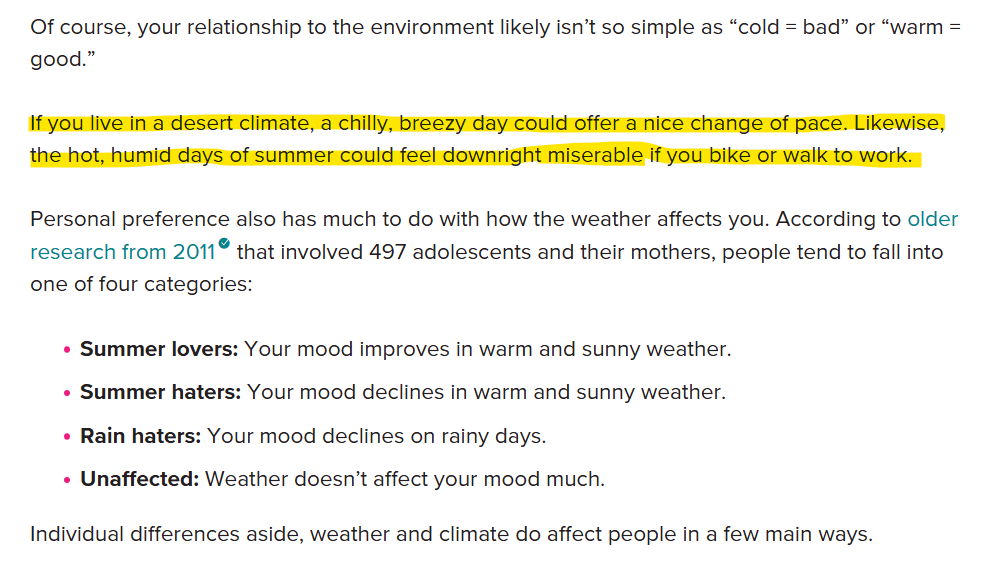 Of course, your relationship to the environment likely isn’t so simple as “cold = bad” or “warm =
good.”
If you live in a desert climate, a chilly, breezy day could offer a nice change of pace. Likewise,
the hot, humid days of summer could feel downright miserable if you bike or walk to work.
Personal preference also has much to do with how the weather affects you. According to older
research from 2011 that involved 497 adolescents and their mothers, people tend to fall into
one of four categories:
• Summer lovers: Your mood improves in warm and sunny weather.
• Summer haters: Your mood declines in warm and sunny weather.
• Rain haters: Your mood declines on rainy days.
• Unaffected: Weather doesn’t affect your mood much.
Individual differences aside, weather and climate do affect people in a few main ways.